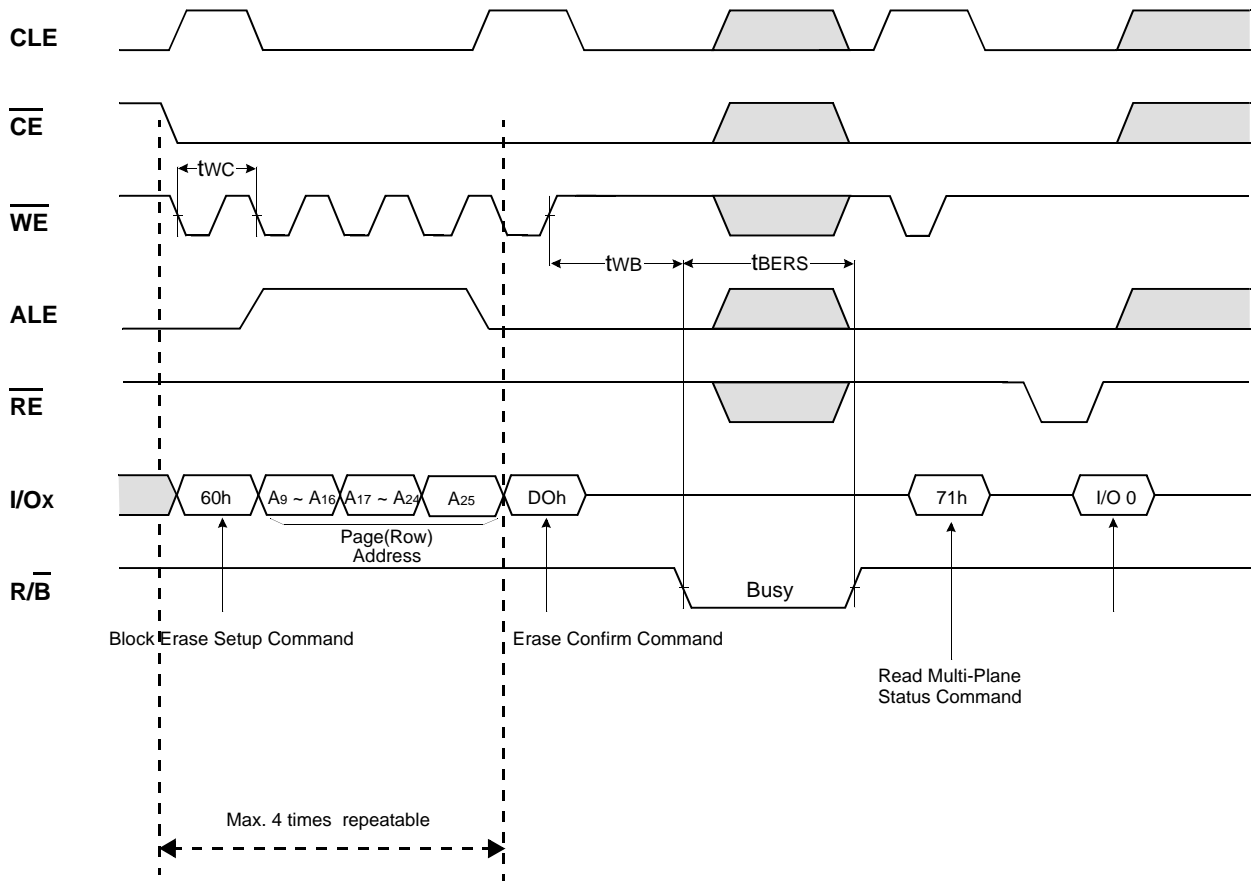 CLE
CE
tWC
WE
tWB
tBERS
ALE
RE
I/Ox
60h
A9 ~ A16
A17 ~ A24
A25
DOh
71h
I/O 0
Page(Row)
Address
R/B
Busy
Block Erase Setup Command
Erase Confirm Command
Read Multi-Plane
Status Command
Max. 4 times repeatable